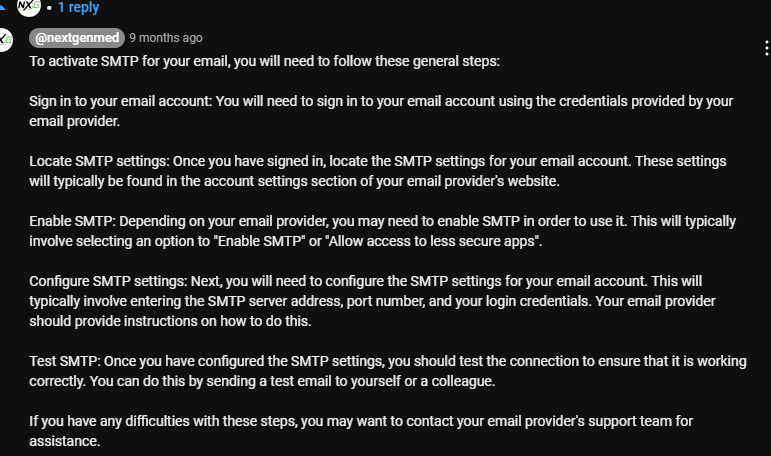 NXG • 1 reply
@nextgenmed 9 months ago
To activate SMTP for your email, you will need to follow these general steps:
Sign in to your email account: You will need to sign in to your email account using the credentials provided by your
email provider.
Locate SMTP settings: Once you have signed in, locate the SMTP settings for your email account. These settings
will typically be found in the account settings section of your email provider's website.
Enable SMTP: Depending on your email provider, you may need to enable SMTP in order to use it. This will typically
involve selecting an option to "Enable SMTP" or "Allow access to less secure apps".
Configure SMTP settings: Next, you will need to configure the SMTP settings for your email account. This will
typically involve entering the SMTP server address, port number, and your login credentials. Your email provider
should provide instructions on how to do this.
Test SMTP: Once you have configured the SMTP settings, you should test the connection to ensure that it is working
correctly. You can do this by sending a test email to yourself or a colleague.
If you have any difficulties with these steps, you may want to contact your email provider's support team for
assistance.